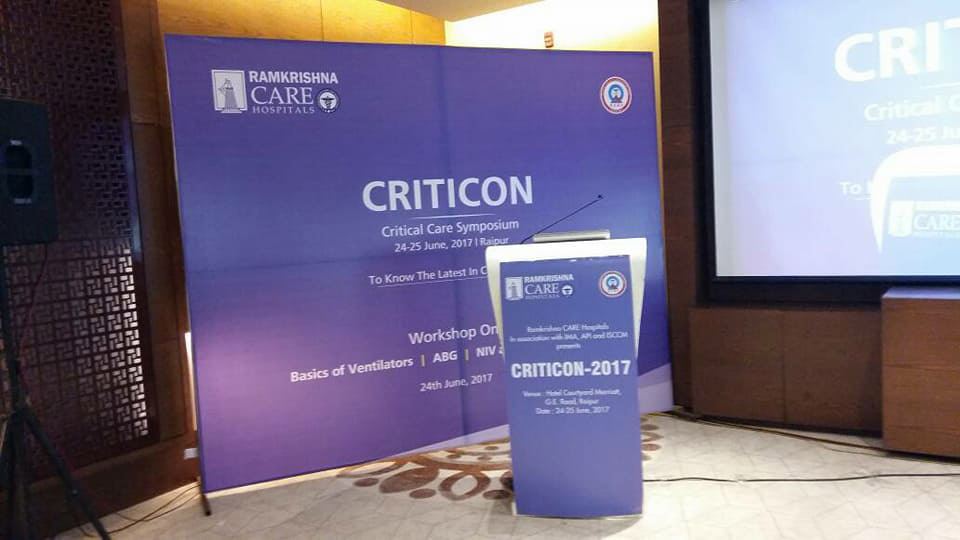 RAMKRISHNA
CARE
HOSPITALS
CRITICON
Critical Care Symposium
24-25 June, 2017 | Raipur
To Know The Latest In
Workshop On
Basics of Ventilators | ABG | NIV
24th June, 2017
RAMKRISHNA
CARE
HOSPITALS
Ramkrishna CARE Hospitals
In association with IMA, API and ISCCM
presents
CRITICON-2017
Venue : Hotel Courtyard Marriott,
G.E. Road, Raipur
Date : 24-25 June, 2017
CRIT
Critical
24-25 Ju
To
CARE